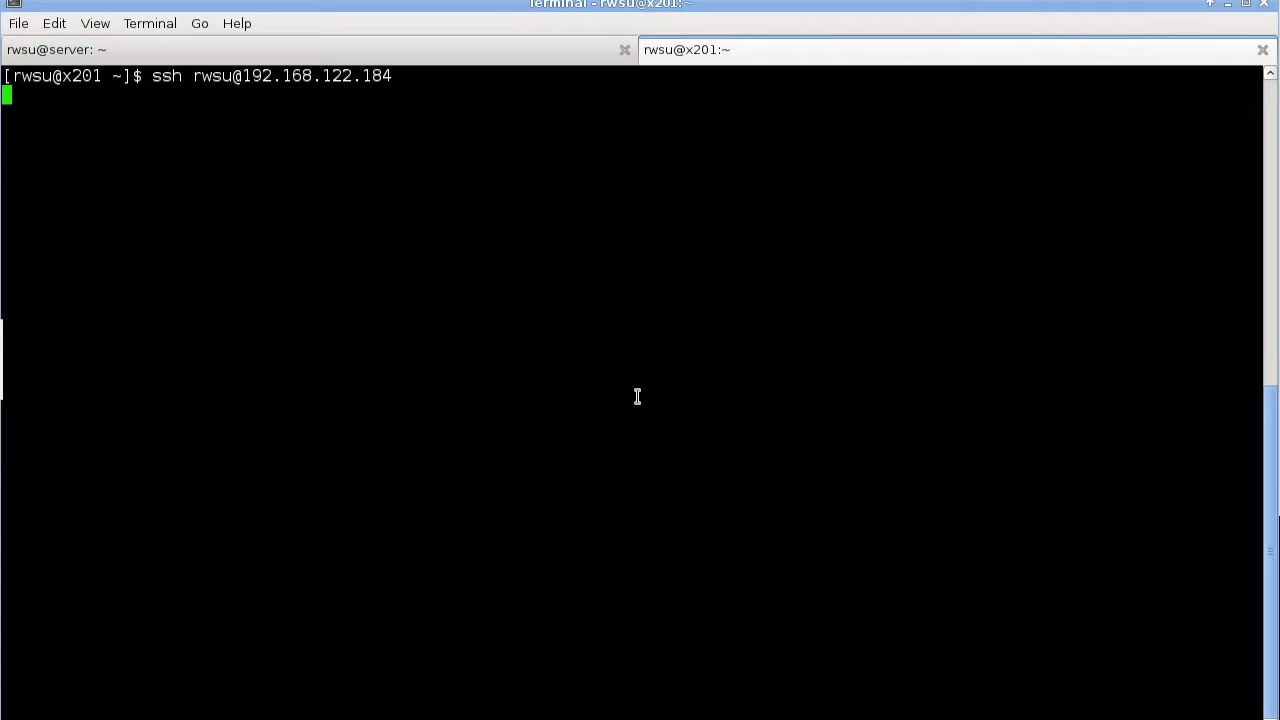 Terminal - rwsu@x201:~
File Edit View Terminal Go Help
rwsu@server: ~
rwsu@x201:~
[rwsu@x201 ~]$ ssh rwsu@192.168.122.184